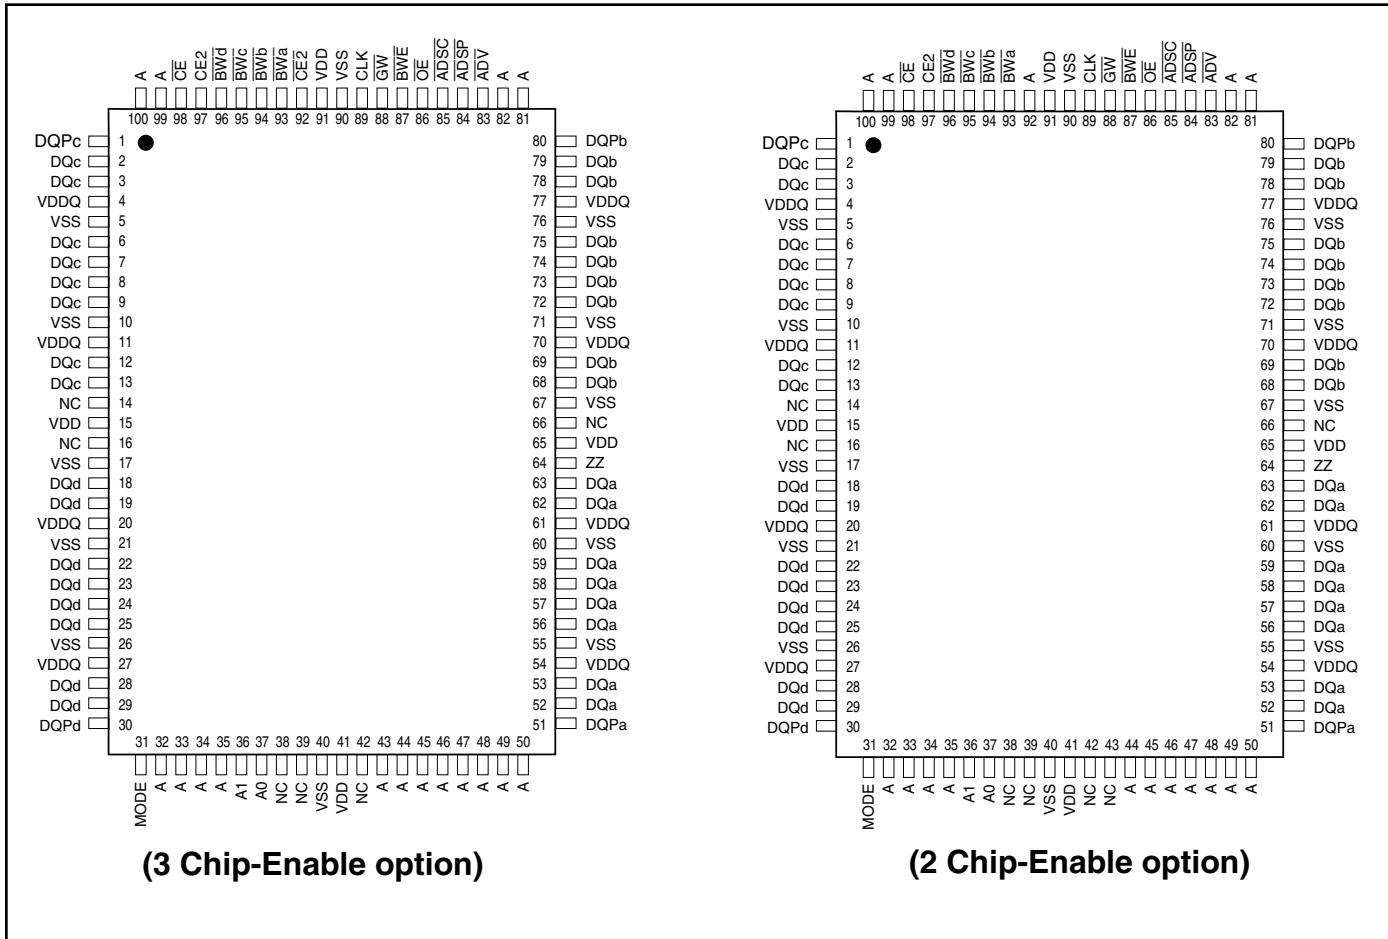 A A CE CE2 BWd BWc BWb BWa CE2 VDD VSS CLK GW BWE OE ADSC ADSP ADV A A
100 99 98 97 96 95 94 93 92 91 90 89 88 87 86 85 84 83 82 81
DQPc 1 80 DQPb
DQc 2 79 DQb
DQc 3 78 DQb
VDDQ 4 77 VDDQ
VSS 5 76 VSS
DQc 6 75 DQb
DQc 7 74 DQb
DQc 8 73 DQb
DQc 9 72 DQb
VSS 10 71 VSS
VDDQ 11 70 VDDQ
DQc 12 69 DQb
DQc 13 68 DQb
NC 14 67 VSS
VDD 15 66 NC
NC 16 65 VDD
VSS 17 64 ZZ
DQd 18 63 DQa
DQd 19 62 DQa
VDDQ 20 61 VDDQ
VSS 21 60 VSS
DQd 22 59 DQa
DQd 23 58 DQa
DQd 24 57 DQa
DQd 25 56 DQa
VSS 26 55 VSS
VDDQ 27 54 VDDQ
DQd 28 53 DQa
DQd 29 52 DQa
DQPd 30 51 DQPa
31 32 33 34 35 36 37 38 39 40 41 42 43 44 45 46 47 48 49 50
MODE A A A A A1 A0 NC NC VSS VDD NC A A A A A A A A
(3 Chip-Enable option)
A A CE CE2 BWd BWc BWb BWa A VDD VSS CLK GW BWE OE ADSC ADSP ADV A A
100 99 98 97 96 95 94 93 92 91 90 89 88 87 86 85 84 83 82 81
DQPc 1 80 DQPb
DQc 2 79 DQb
DQc 3 78 DQb
VDDQ 4 77 VDDQ
VSS 5 76 VSS
DQc 6 75 DQb
DQc 7 74 DQb
DQc 8 73 DQb
DQc 9 72 DQb
VSS 10 71 VSS
VDDQ 11 70 VDDQ
DQc 12 69 DQb
DQc 13 68 DQb
NC 14 67 VSS
VDD 15 66 NC
NC 16 65 VDD
VSS 17 64 ZZ
DQd 18 63 DQa
DQd 19 62 DQa
VDDQ 20 61 VDDQ
VSS 21 60 VSS
DQd 22 59 DQa
DQd 23 58 DQa
DQd 24 57 DQa
DQd 25 56 DQa
VSS 26 55 VSS
VDDQ 27 54 VDDQ
DQd 28 53 DQa
DQd 29 52 DQa
DQPd 30 51 DQPa
31 32 33 34 35 36 37 38 39 40 41 42 43 44 45 46 47 48 49 50
MODE A A A A A1 A0 NC NC VSS VDD NC NC A A A A A A A
(2 Chip-Enable option)